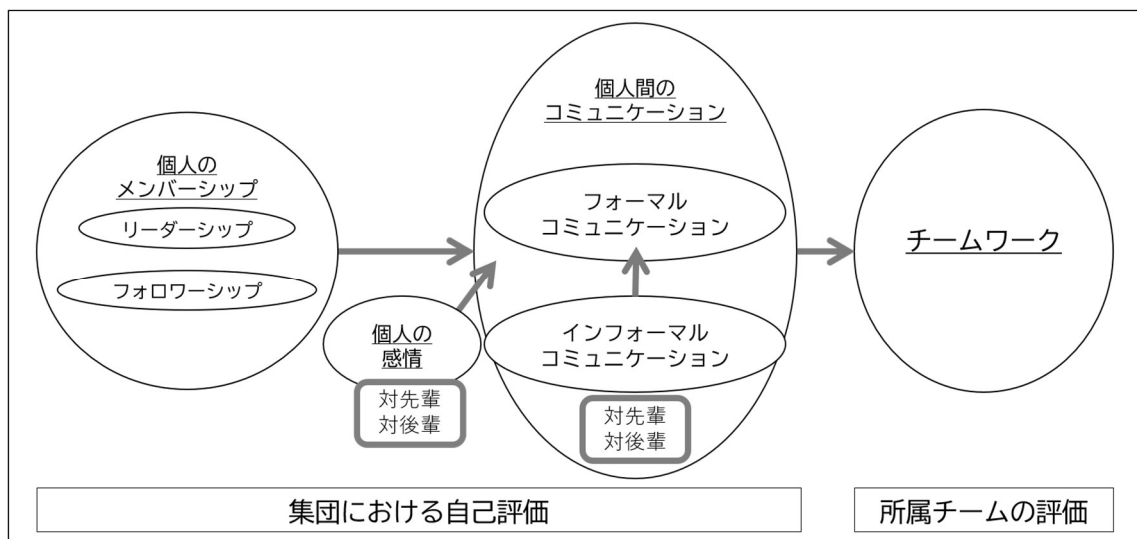 個人の
メンバーシップ
リーダーシップ
フォロワーシップ
個人の
感情
対先輩
対後輩
個人間の
コミュニケーション
フォーマル
コミュニケーション
インフォーマル
コミュニケーション
対先輩
対後輩
チームワーク
集団における自己評価
所属チームの評価